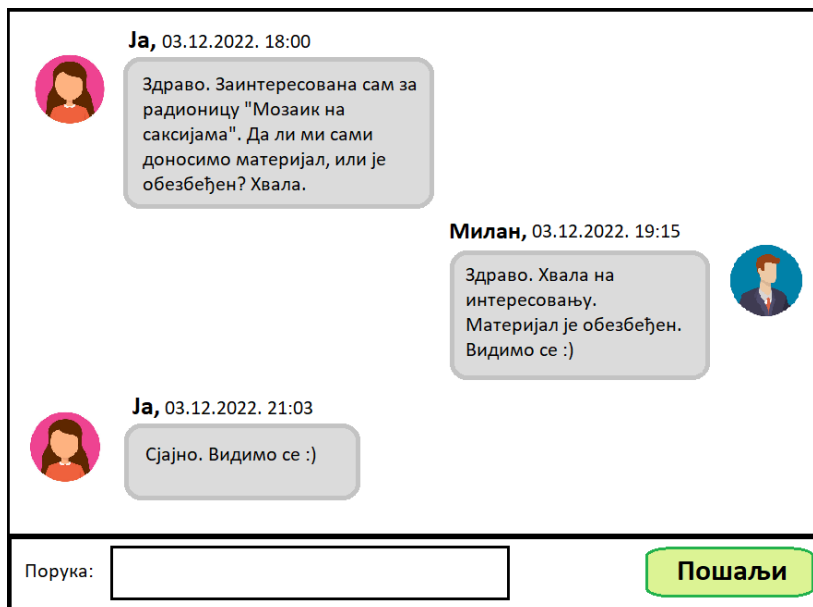 Ја, 03.12.2022. 18:00
Здраво. Заинтересована сам за
радионицу "Мозаик на
саксијама". Да ли ми сами
доносимо материјал, или је
обезбеђен? Хвала.
Милан, 03.12.2022. 19:15
Здраво. Хвала на
интересовању.
Материјал је обезбеђен.
Видимо се :)
Ја, 03.12.2022. 21:03
Сјајно. Видимо се :)
Порука:
Пошаљи